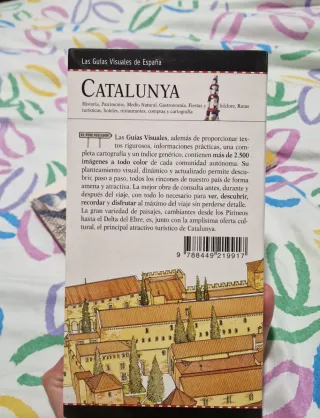 Las Guías Visuales de España
CATALUNYA
Historia, Patrimonio, Medio Natural, Gastronomía, Fiestas y Folclore, Rutas
turísticas, hoteles, restaurantes, compras y cartografía
Las Guías Visuales, además de proporcionar tex-
tos rigurosos, informaciones prácticas, una com-
pleta cartografía y un índice genérico, contienen más de 2.500
imágenes a todo color de cada comunidad autónoma. Su
planteamiento visual, dinámico y actualizado permite descu-
brir, paso a paso, todos los rincones de nuestro país de forma
amena y atractiva. La mejor obra de consulta antes, durante y
después del viaje, con todo lo necesario para ver, descubrir,
recordar y disfrutar al máximo del viaje sin perderse detalle.
La gran variedad de paisajes, cambiantes desde los Pirineos
hasta el Delta del Ebre, es, junto con la amplísima oferta cul-
tural, el principal atractivo turístico de Catalunya.
9 788449 219917